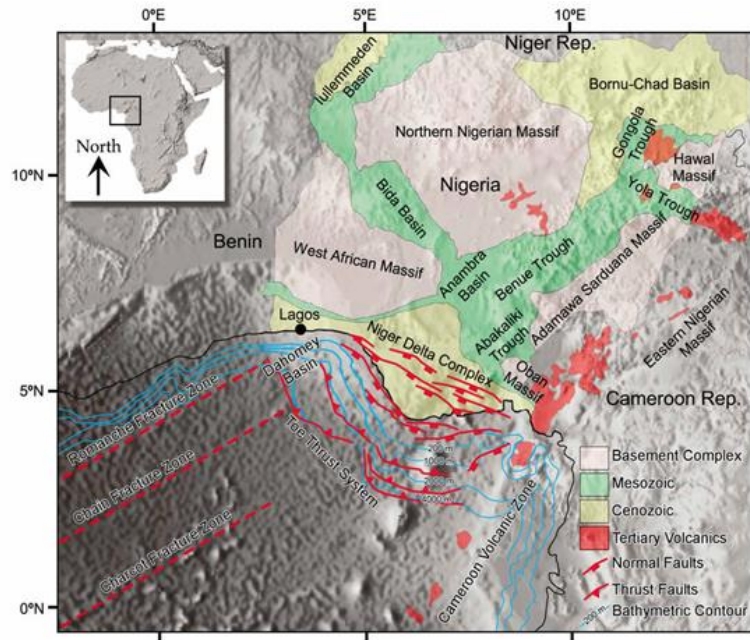 0°E
5°E
10°E
North
Iullemmeden
Basin
Niger Rep.
Bornu-Chad Basin
Northern Nigerian Massif
Gongola
Trough
Hawal
Massif
10°N
Nigeria
Yola Trough
Bida Basin
Benin
West African Massif
Anambra
Basin
Benue Trough
Adamawa Sarduana Massif
Abakaliki
Trough
Eastern Nigerian
Massif
Lagos
Niger Delta Complex
Dahomey
Basin
Oban
Massif
5°N
Cameroon Rep.
Romanche Fracture Zone
Toe Thrust System
-200 m
1000 m
4000 m
Chain Fracture Zone
Charcot Fracture Zone
Cameroon Volcanic Zone
Basement Complex
Mesozoic
Cenozoic
Tertiary Volcanics
Normal Faults
Thrust Faults
-200 m
Bathymetric Contour
0°N